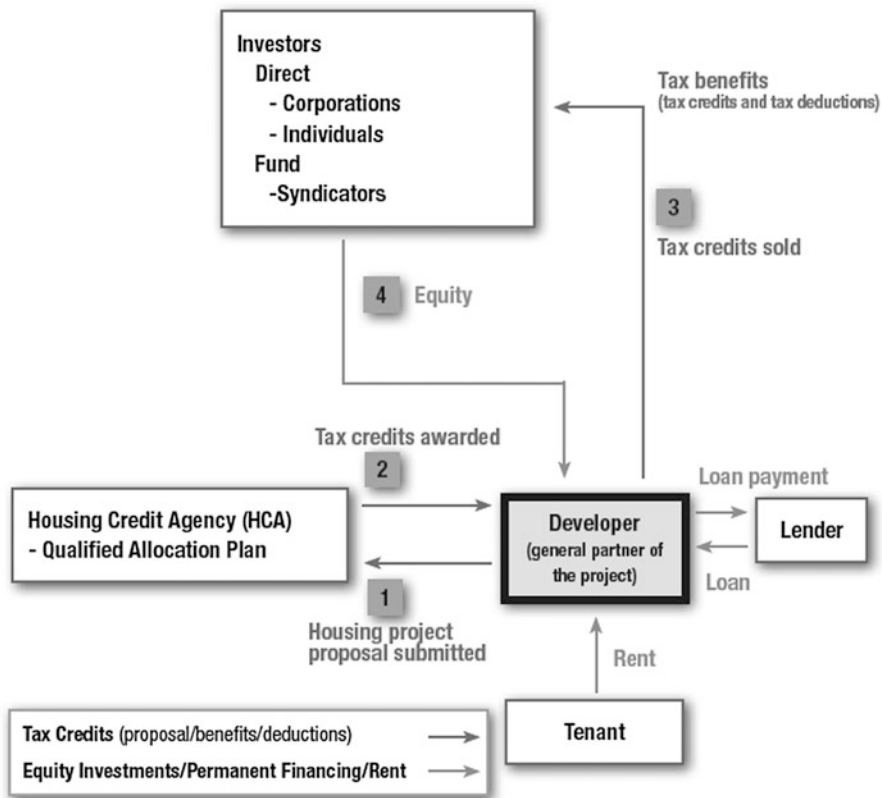 Investors
Direct
- Corporations
- Individuals
Fund
-Syndicators
Tax benefits
(tax credits and tax deductions)
3
Tax credits sold
4 Equity
Tax credits awarded
2
Housing Credit Agency (HCA)
- Qualified Allocation Plan
1
Housing project
proposal submitted
Developer
(general partner of
the project)
Loan payment
Lender
Loan
Rent
Tenant
Tax Credits (proposal/benefits/deductions)
Equity Investments/Permanent Financing/Rent